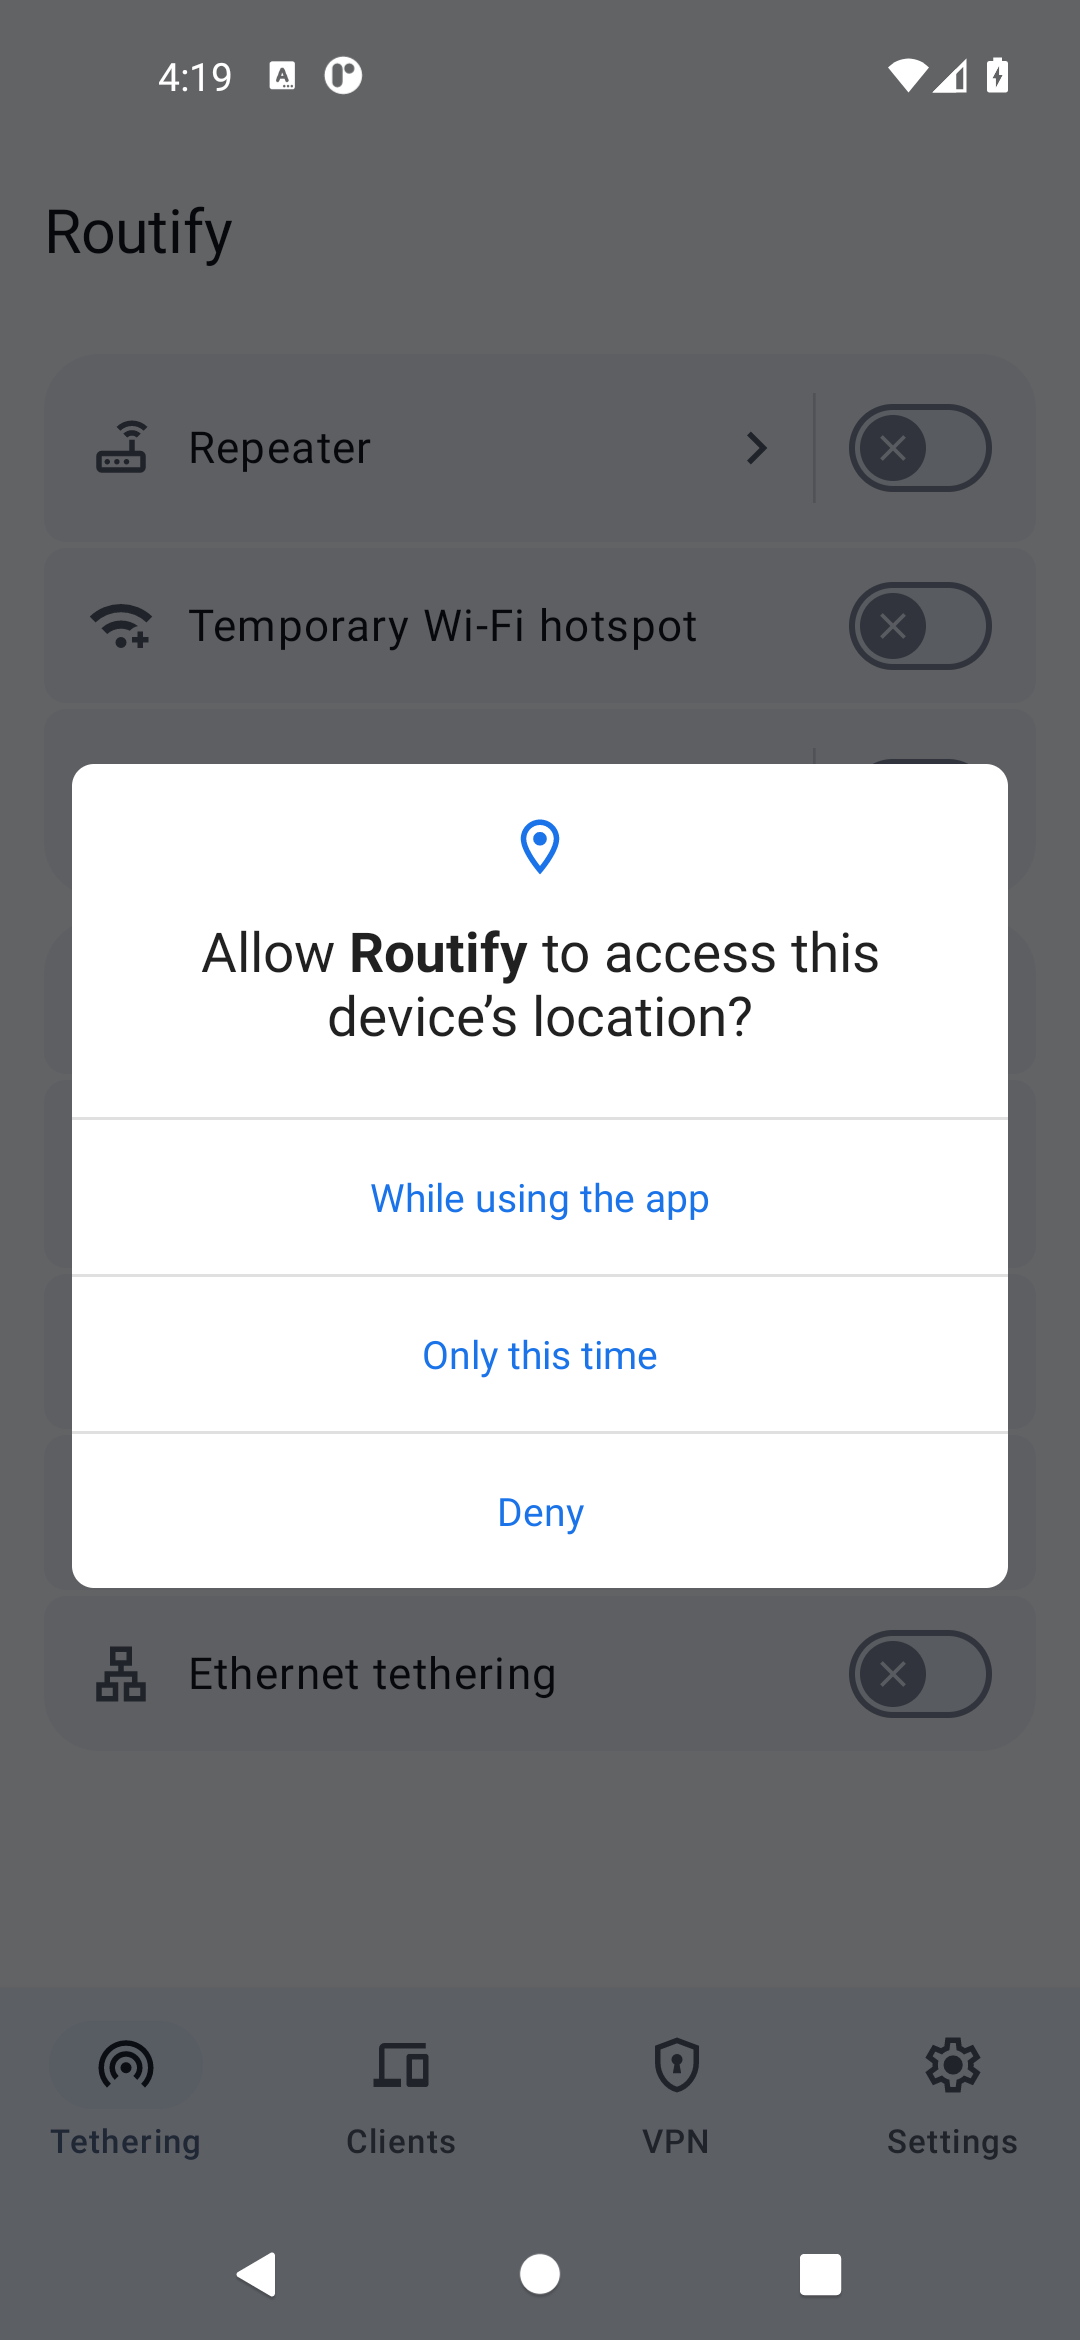 4:19
Routify
Repeater
Temporary Wi-Fi hotspot
Allow Routify to access this
device’s location?
While using the app
Only this time
Deny
Ethernet tethering
Tethering
Clients
VPN
Settings